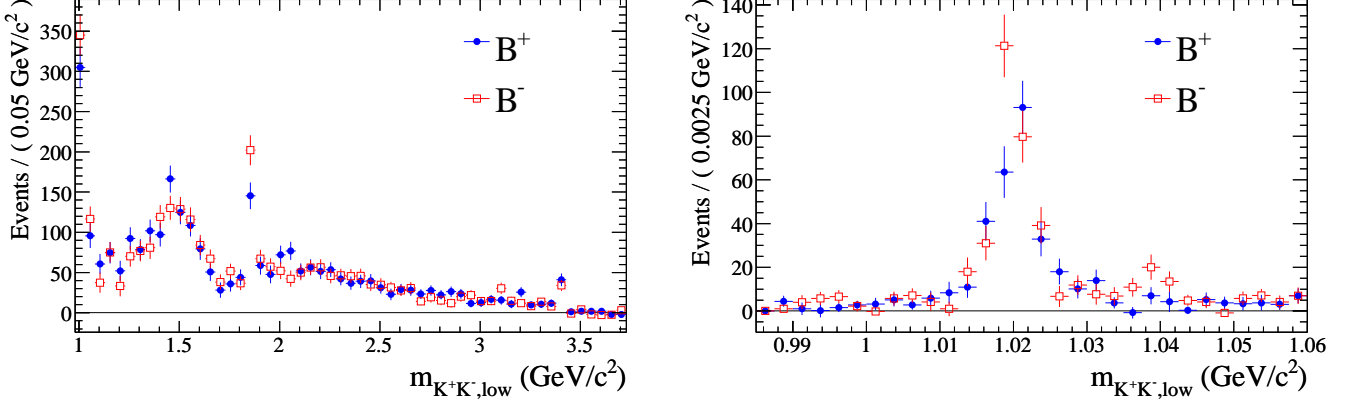 Events / ( 0.05 GeV/c² )
350
300
250
200
150
100
50
0
1 1.5 2 2.5 3 3.5
m_{K⁺K⁻,low} (GeV/c²)
B⁺
B⁻
Events / ( 0.0025 GeV/c² )
140
120
100
80
60
40
20
0
0.99 1 1.01 1.02 1.03 1.04 1.05 1.06
m_{K⁺K⁻,low} (GeV/c²)
B⁺
B⁻